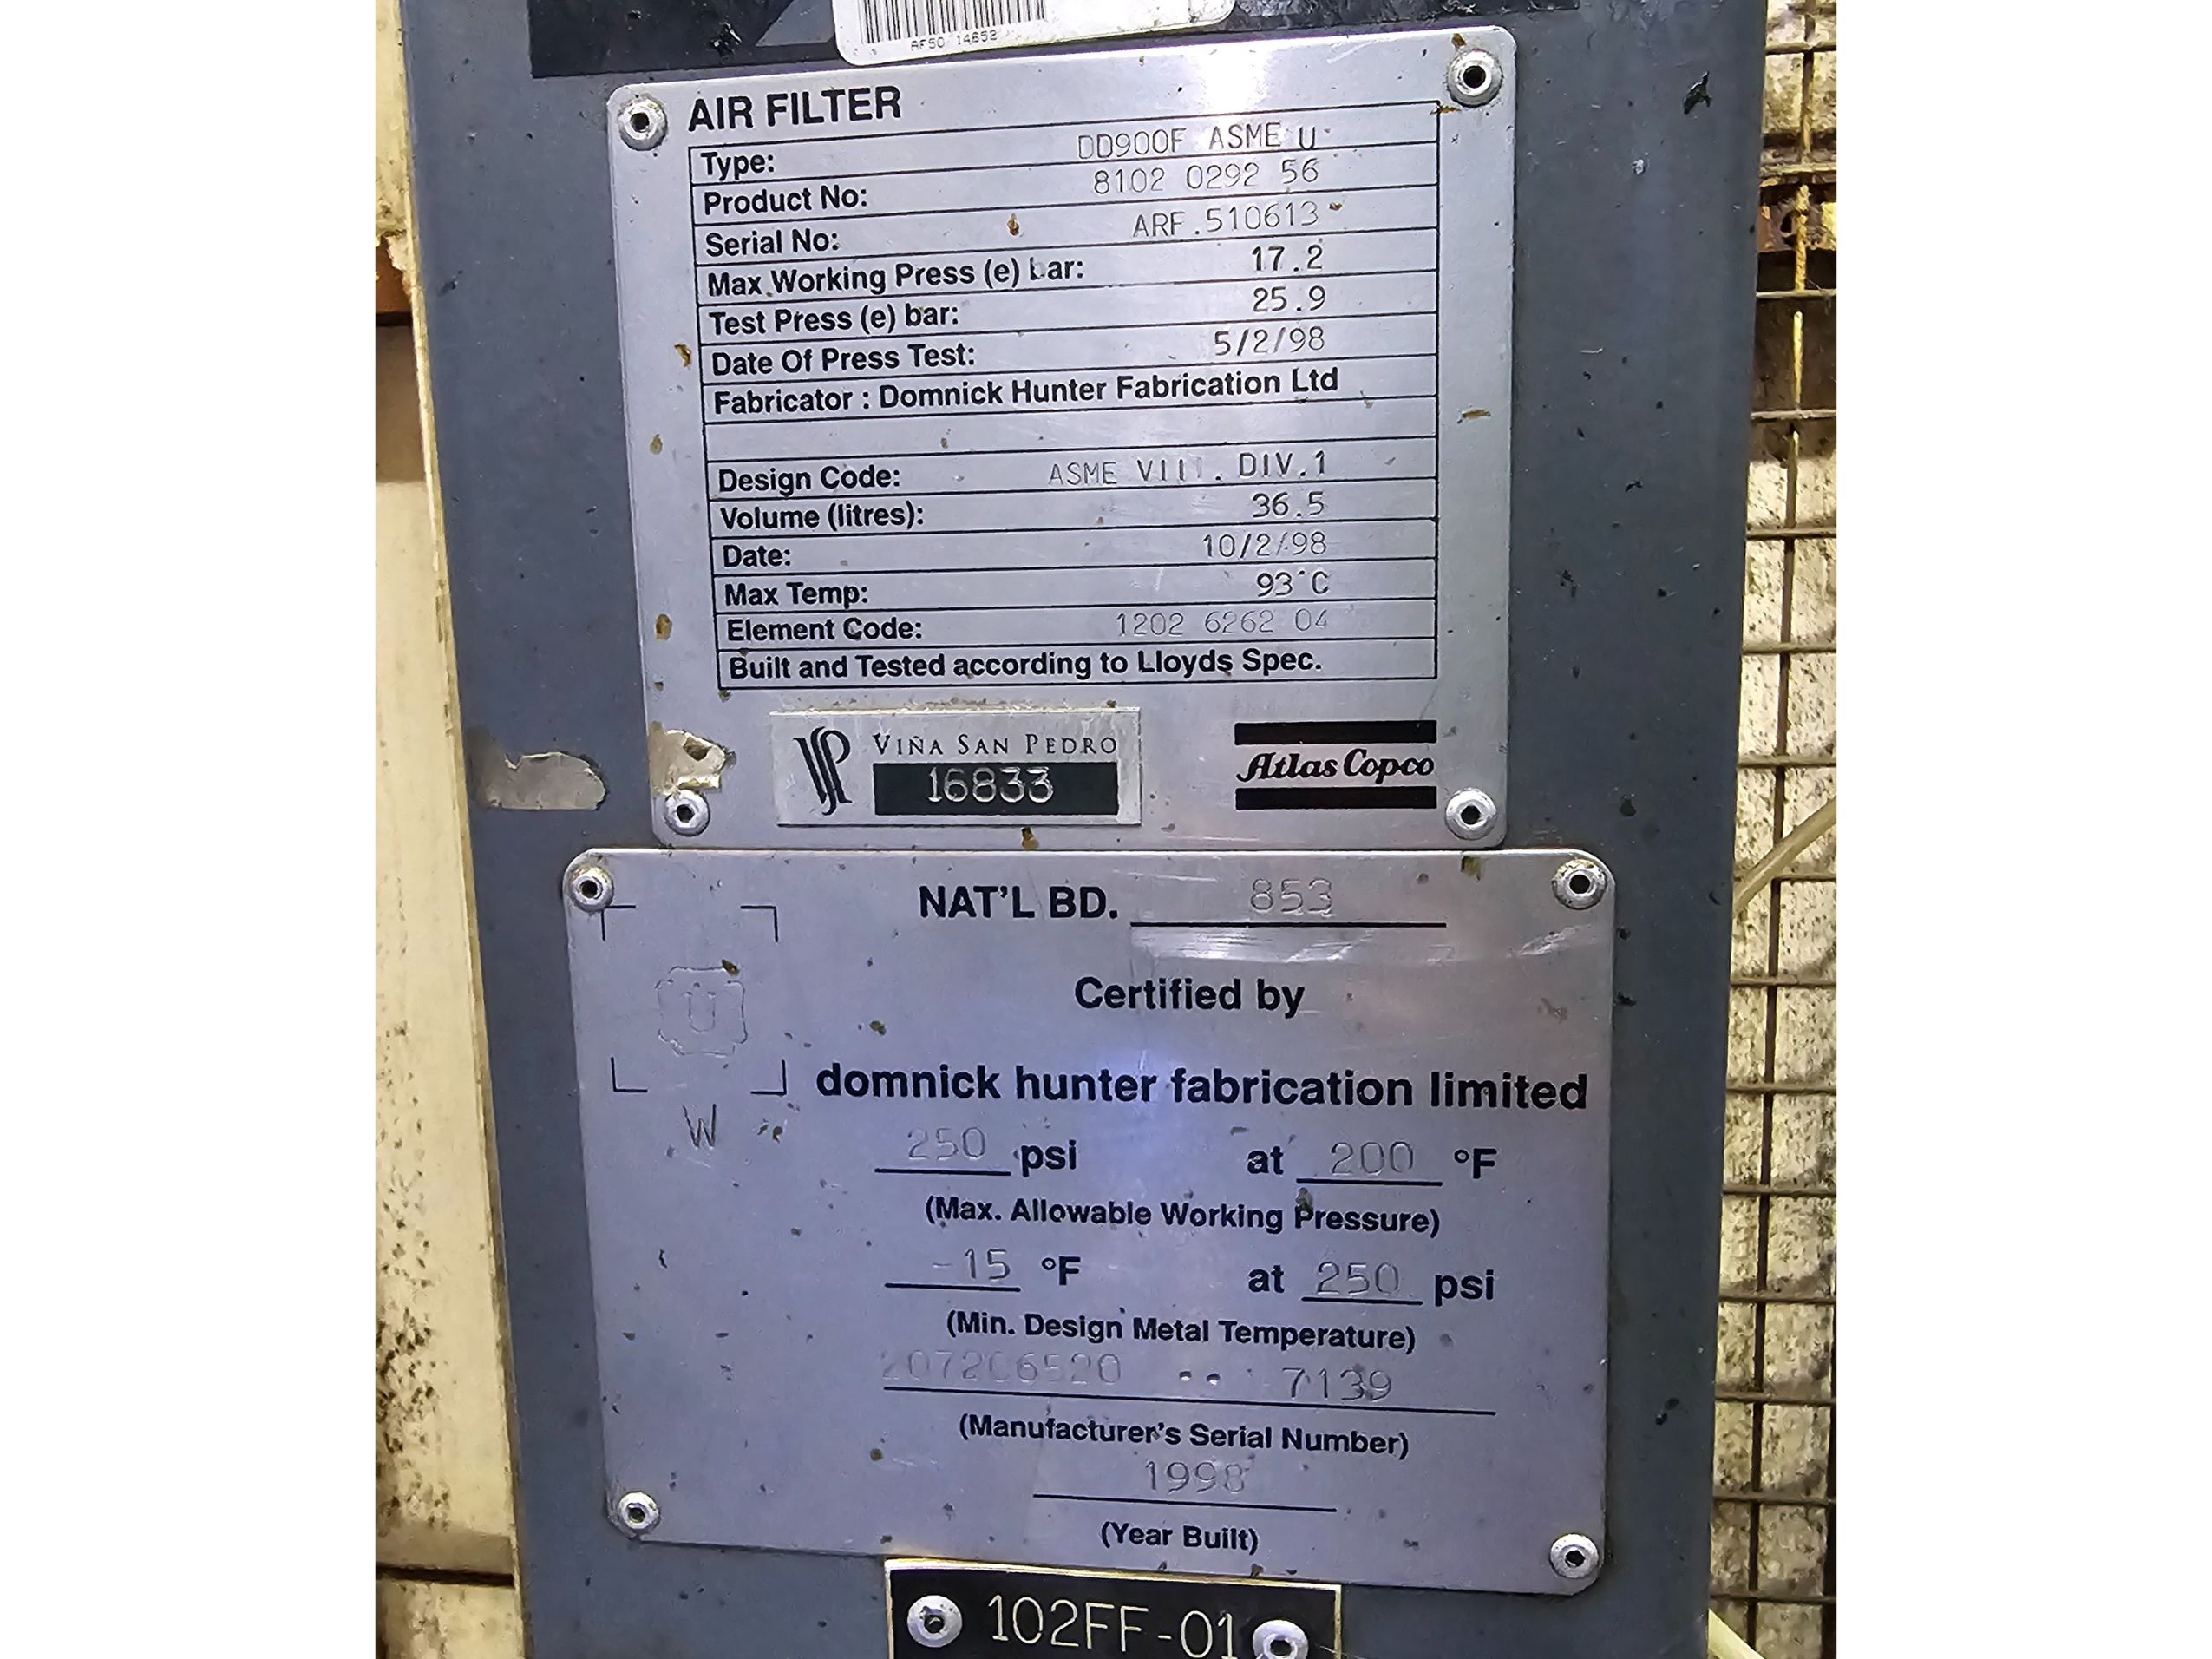 AF50 14652
AIR FILTER
Type: DD900F ASME U
Product No: 8102 0292 56
Serial No: ARF.510613
Max Working Press (e) bar: 17.2
Test Press (e) bar: 25.9
Date Of Press Test: 5/2/98
Fabricator : Domnick Hunter Fabrication Ltd
Design Code: ASME VIII. DIV.1
Volume (litres): 36.5
Date: 10/2/98
Max Temp: 93°C
Element Code: 1202 6262 04
Built and Tested according to Lloyds Spec.
VIÑA SAN PEDRO
16833
Atlas Copco
NAT'L BD. 853
U
Certified by
domnick hunter fabrication limited
W
250 psi at 200 °F
(Max. Allowable Working Pressure)
-15 °F at 250 psi
(Min. Design Metal Temperature)
7139
(Manufacturer's Serial Number)
1998
(Year Built)
102FF-01